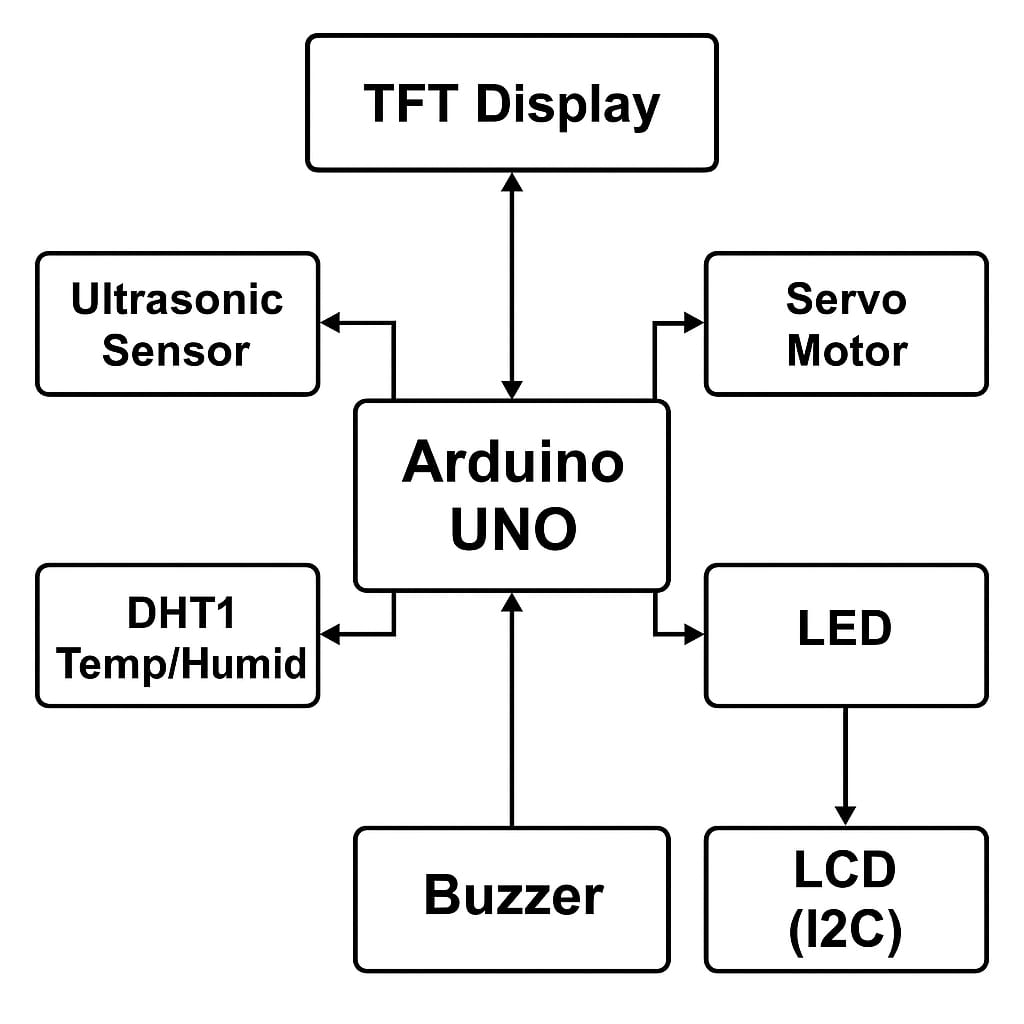 TFT Display
Ultrasonic
Sensor
Servo
Motor
Arduino
UNO
DHT1
Temp/Humid
LED
Buzzer
LCD
(I2C)